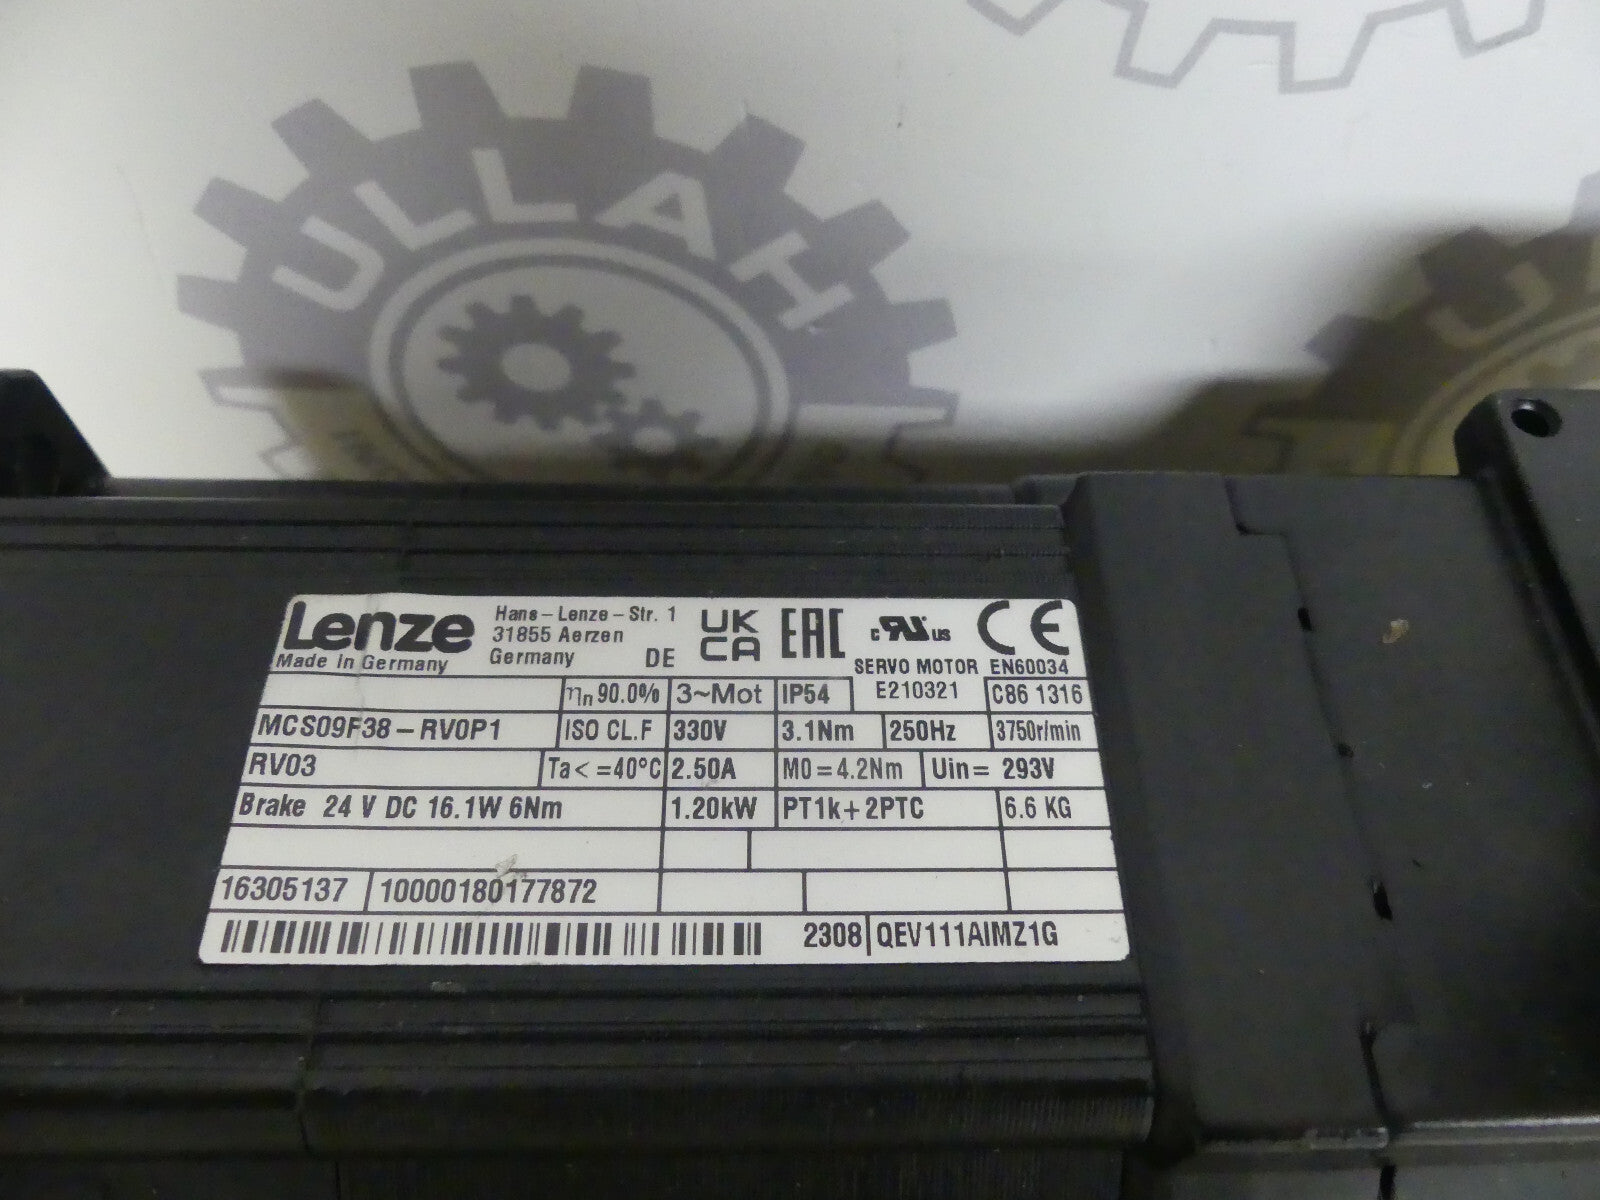 ULLAH
Lenze
Made in Germany
Hans-Lenze-Str. 1
31855 Aerzen
Germany DE
UK
CA
EAC
c RU us
CE
SERVO MOTOR EN60034
ηn 90.0% 3~Mot IP54 E210321 C86 1316
MCS09F38-RV0P1 ISO CL.F 330V 3.1Nm 250Hz 3750r/min
RV03 Ta<=40°C 2.50A M0=4.2Nm Uin= 293V
Brake 24 V DC 16.1W 6Nm 1.20kW PT1k+2PTC 6.6 KG
16305137 10000180177872
2308 QEV111AIMZ1G